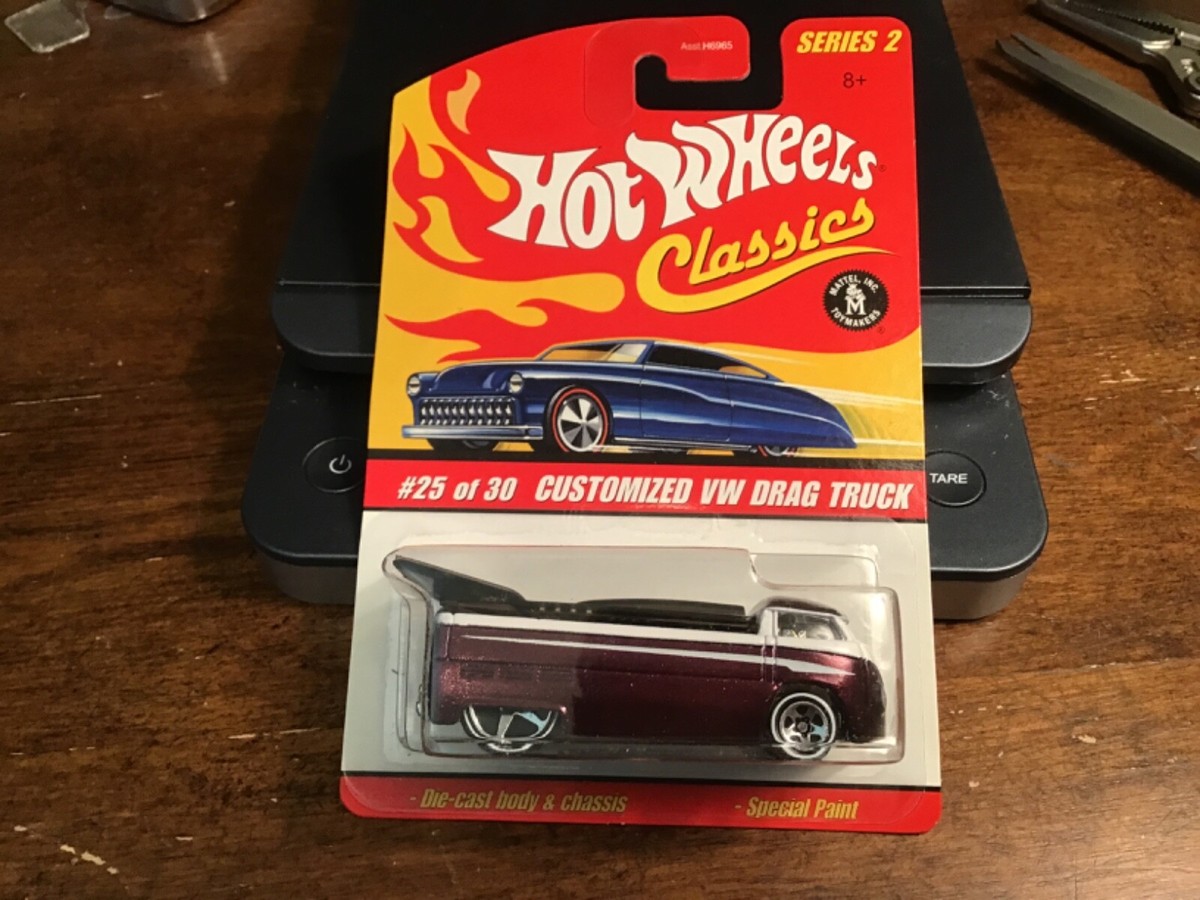 Asst.H6965
SERIES 2
8+
HOT WHEELS
Classics
MATTEL, INC.
M
TOYMAKERS
#25 of 30 CUSTOMIZED VW DRAG TRUCK
TARE
- Die-cast body & chassis
- Special Paint